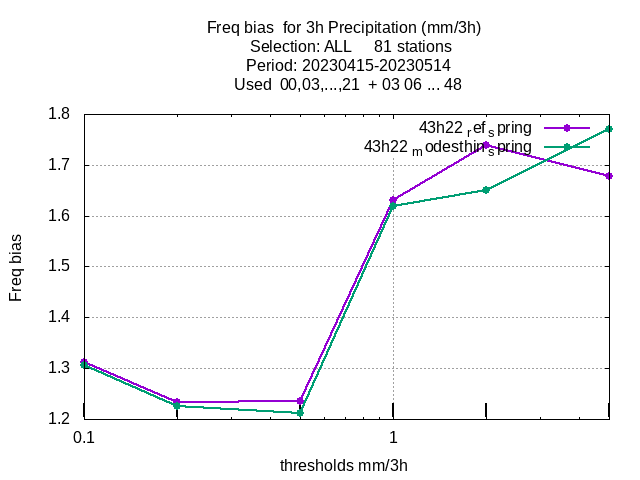 Freq bias  for 3h Precipitation (mm/3h)
Selection: ALL     81 stations
Period: 20230415-20230514
Used  00,03,...,21  + 03 06 ... 48
43h22 ref spring
43h22 modesthin spring
1.8
1.7
1.6
1.5
1.4
1.3
1.2
Freq bias
0.1
1
thresholds mm/3h